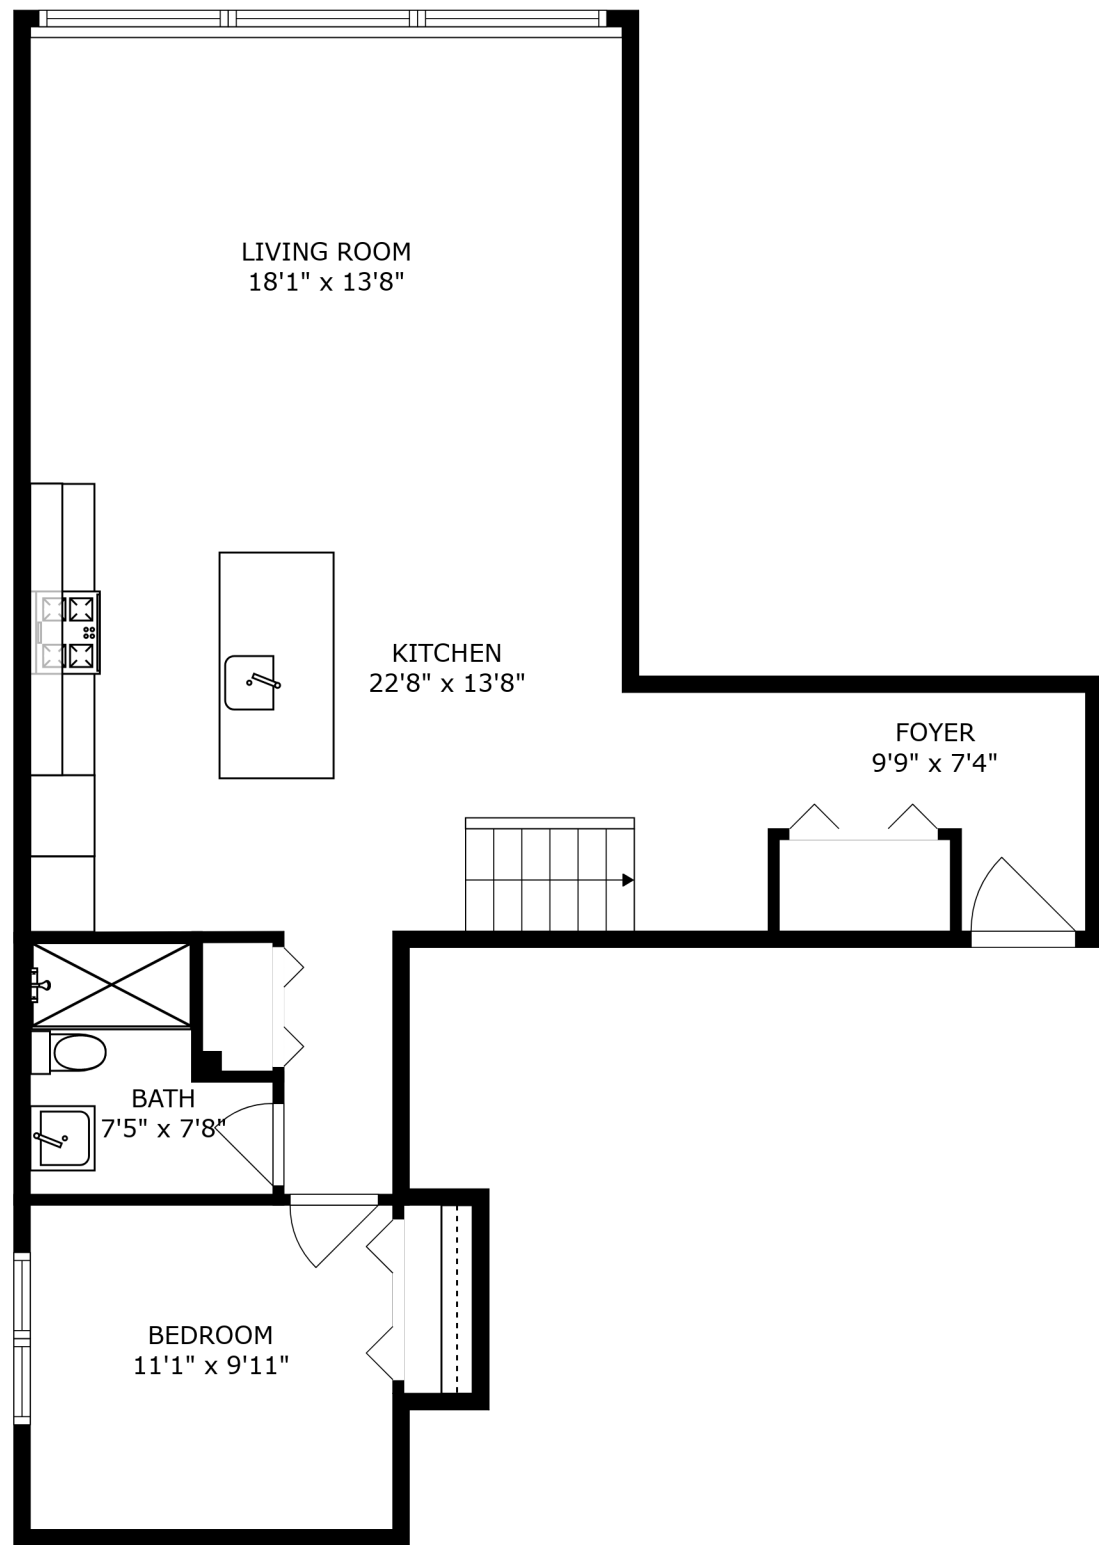 LIVING ROOM
18'1" x 13'8"
KITCHEN
22'8" x 13'8"
FOYER
9'9" x 7'4"
BATH
7'5" x 7'8"
BEDROOM
11'1" x 9'11"